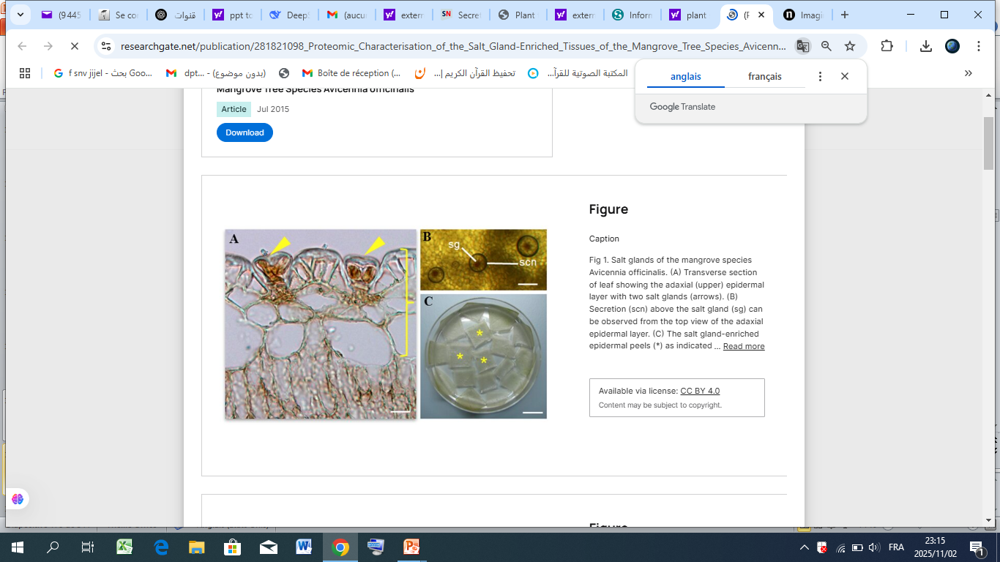 (9 445
Se co
قنوات
ppt to
Deep
(aucu
extern
SN
Secret
Plant
extern
Inform
plant
(F
Imagi
researchgate.net/publication/281821098_Proteomic_Characterisation_of_the_Salt_Gland-Enriched_Tissues_of_the_Mangrove_Tree_Species_Avicenn...
f snv jijel - بحث Goo...
dpt... - (بدون موضوع)
Boîte de réception (...
تحفيظ القرآن الكريم |...
المكتبة الصوتية للقرآ...
anglais
français
Google Translate
Mangrove Tree Species Avicennia officinalis
Article
Jul 2015
Download
A
B
sg
scn
C
* * *
Figure
Caption
Fig 1. Salt glands of the mangrove species
Avicennia officinalis. (A) Transverse section
of leaf showing the adaxial (upper) epidermal
layer with two salt glands (arrows). (B)
Secretion (scn) above the salt gland (sg) can
be observed from the top view of the adaxial
epidermal layer. (C) The salt gland-enriched
epidermal peels (*) as indicated ... Read more
Available via license: CC BY 4.0
Content may be subject to copyright.
Figure
FRA
23:15
2025/11/02
1